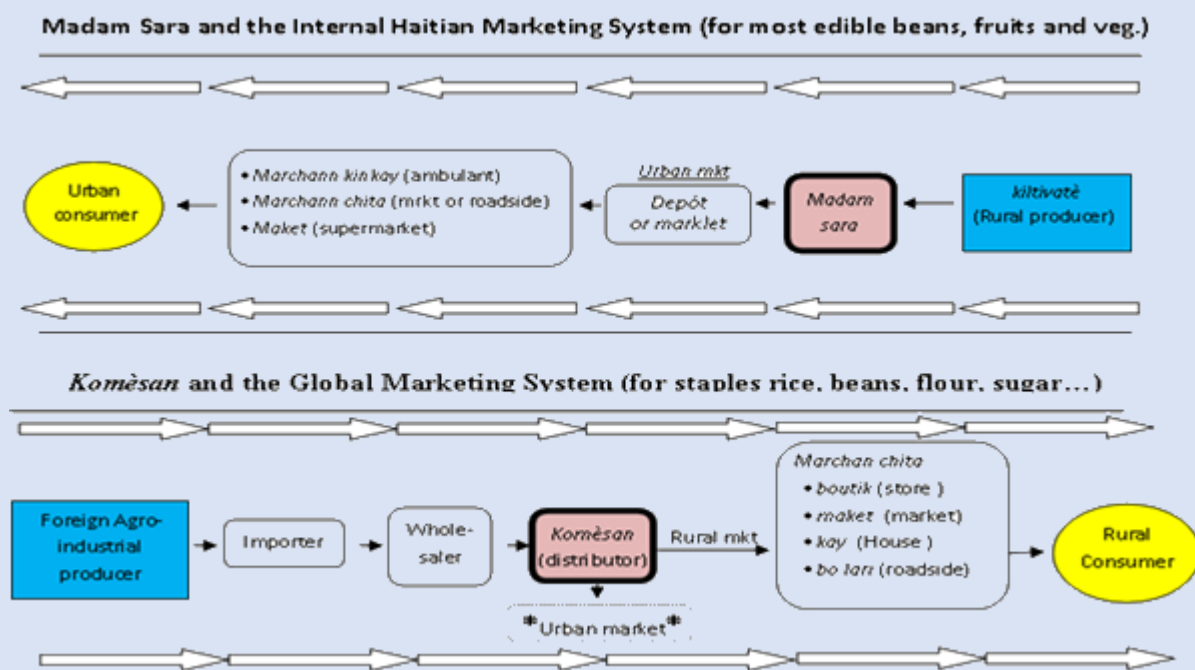 Madam Sara and the Internal Haitian Marketing System (for most edible beans, fruits and veg.)
Urban
consumer
• Marchann kinkay (ambulant)
• Marchann chita (mrkt or roadside)
• Maket (supermarket)
Urban mkt
Depót
or marklet
Madam
sara
kiltivatè
(Rural producer)
Komèsan and the Global Marketing System (for staples rice, beans, flour, sugar...)
Foreign Agro-
industrial
producer
Importer
Whole-
saler
Komèsan
(distributor)
Rural mkt
*Urban market*
Marchan chita
• boutik (store )
• maket (market)
• kay (House )
• bo lari (roadside)
Rural
Consumer